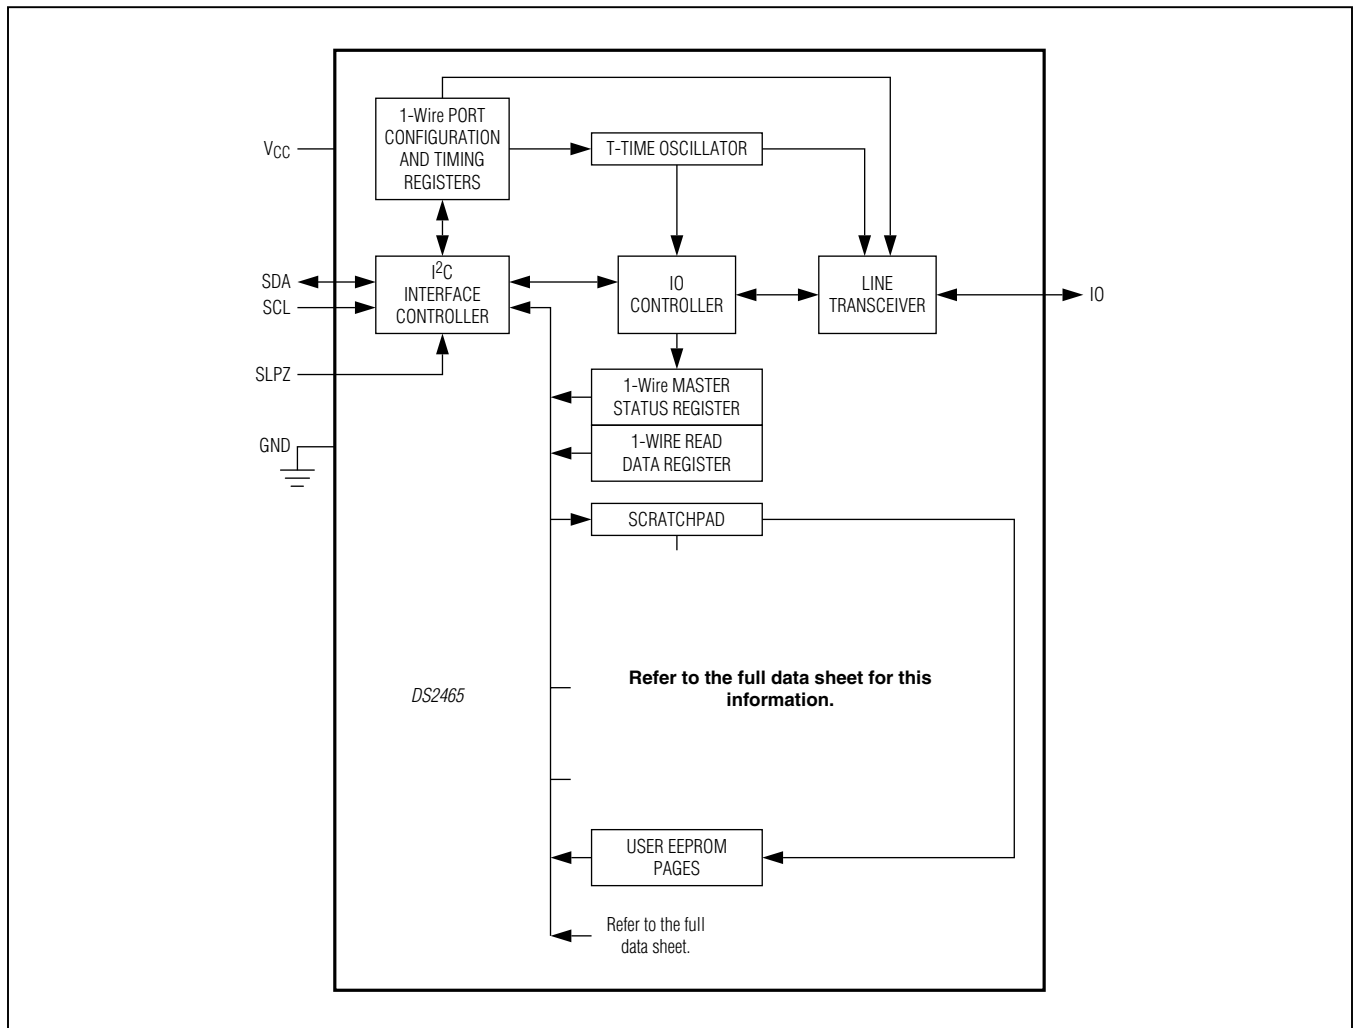 1-Wire PORT
CONFIGURATION
AND TIMING
REGISTERS
VCC
T-TIME OSCILLATOR
SDA
SCL
I2C
INTERFACE
CONTROLLER
IO
CONTROLLER
LINE
TRANSCEIVER
IO
SLPZ
1-Wire MASTER
STATUS REGISTER
GND
1-WIRE READ
DATA REGISTER
SCRATCHPAD
DS2465
Refer to the full data sheet for this
information.
USER EEPROM
PAGES
Refer to the full
data sheet.